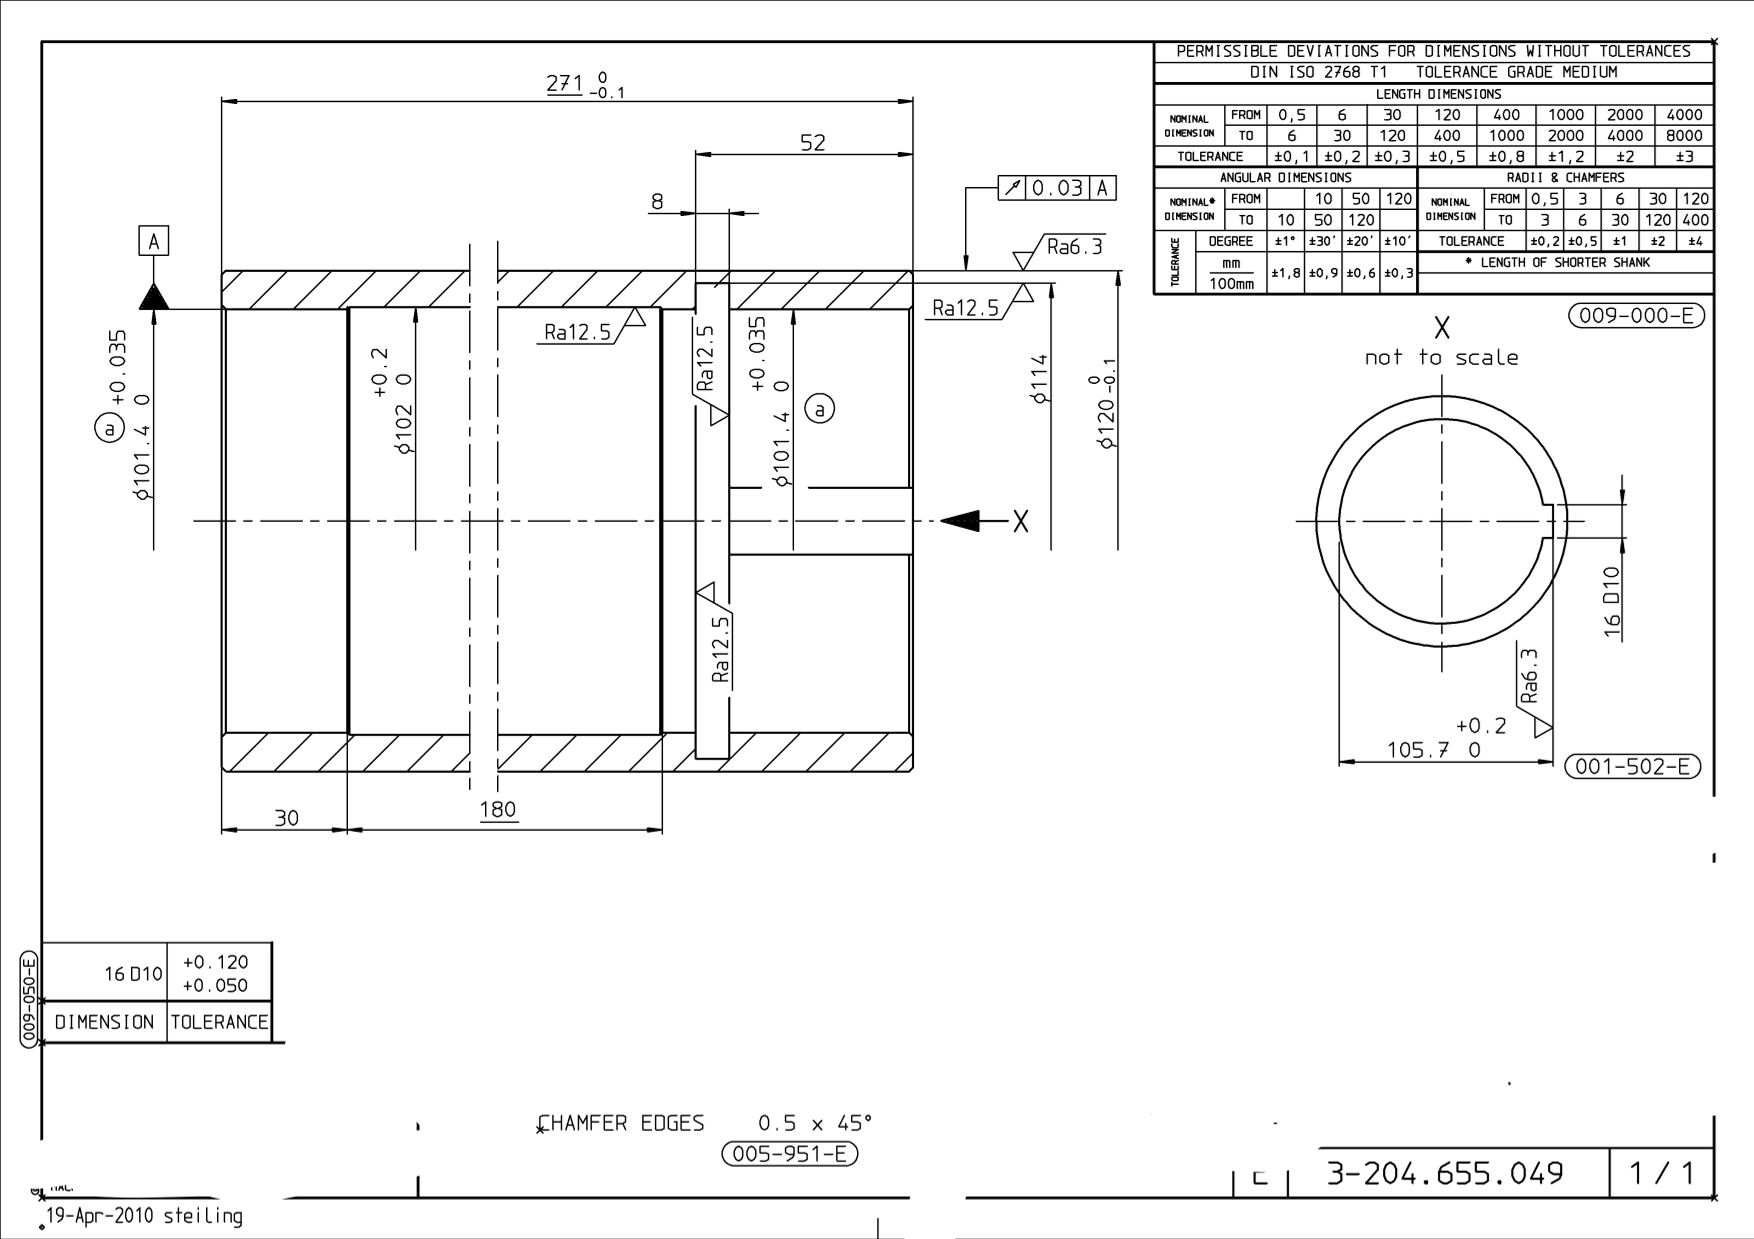 PERMISSIBLE DEVIATIONS FOR DIMENSIONS WITHOUT TOLERANCES
DIN ISO 2768 T1 TOLERANCE GRADE MEDIUM
LENGTH DIMENSIONS
NOMINAL DIMENSION FROM 0,5 6 30 120 400 1000 2000 4000
TO 6 30 120 400 1000 2000 4000 8000
TOLERANCE ±0,1 ±0,2 ±0,3 ±0,5 ±0,8 ±1,2 ±2 ±3
ANGULAR DIMENSIONS
NOMINAL* DIMENSION FROM 10 50 120
TO 10 50 120
TOLERANCE DEGREE ±1° ±30' ±20' ±10'
mm
100mm
±1,8 ±0,9 ±0,6 ±0,3
RADII & CHAMFERS
NOMINAL DIMENSION FROM 0,5 3 6 30 120
TO 3 6 30 120 400
TOLERANCE ±0,2 ±0,5 ±1 ±2 ±4
* LENGTH OF SHORTER SHANK
009-000-E
271 0 -0.1
52
8
0.03 A
A
Ra6.3
Ra12.5
Ra12.5
Ra12.5
Ra12.5
a
ϕ101.4 +0.035 0
ϕ102 +0.2 0
ϕ101.4 +0.035 0
a
ϕ114
ϕ120 0 -0.1
X
30
180
X
not to scale
16 D10
Ra6.3
105.7 +0.2 0
001-502-E
009-050-E
16 D10 +0.120 +0.050
DIMENSION TOLERANCE
CHAMFER EDGES 0.5 x 45°
005-951-E
3-204.655.049
1 / 1
19-Apr-2010 steiling